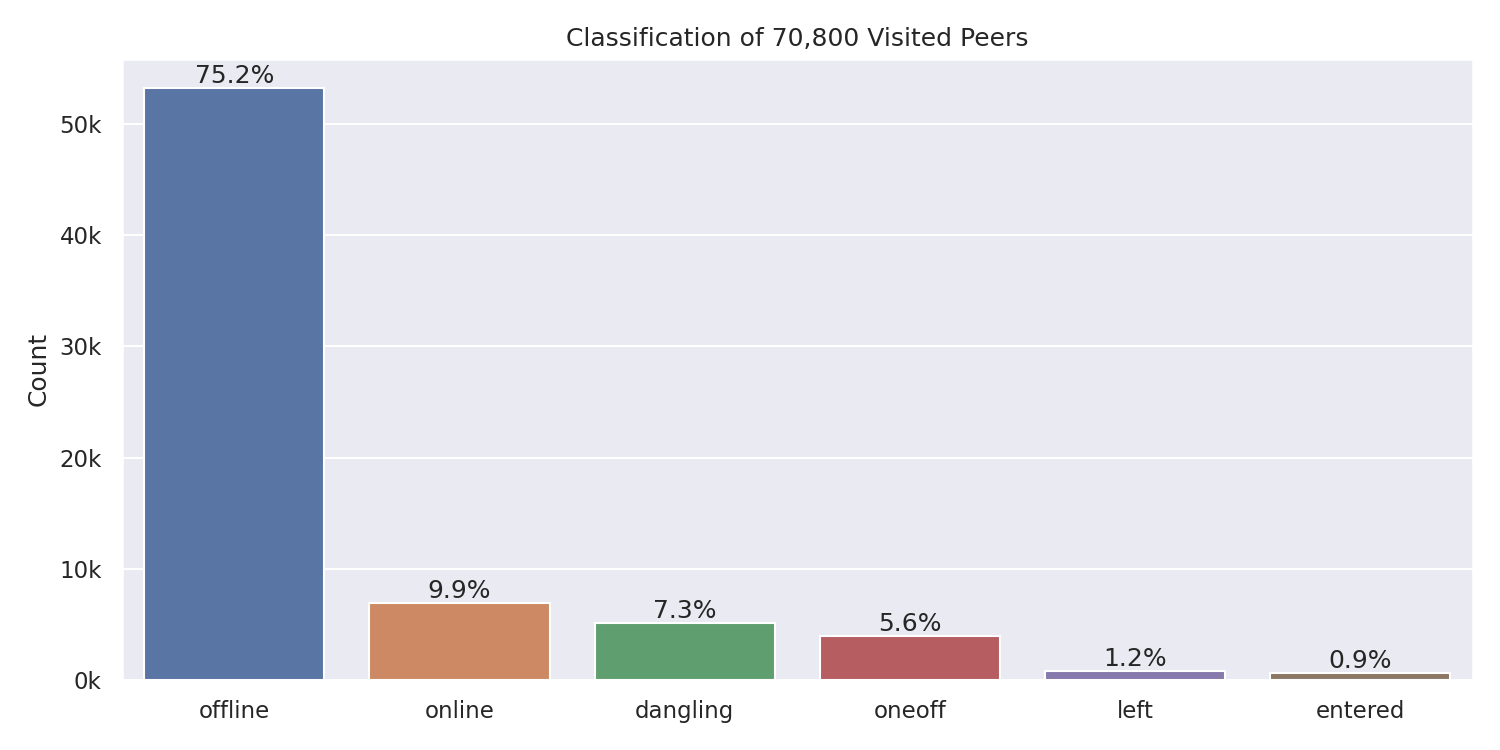 Classification of 70,800 Visited Peers
Count
50k
40k
30k
20k
10k
0k
75.2%
9.9%
7.3%
5.6%
1.2%
0.9%
offline
online
dangling
oneoff
left
entered